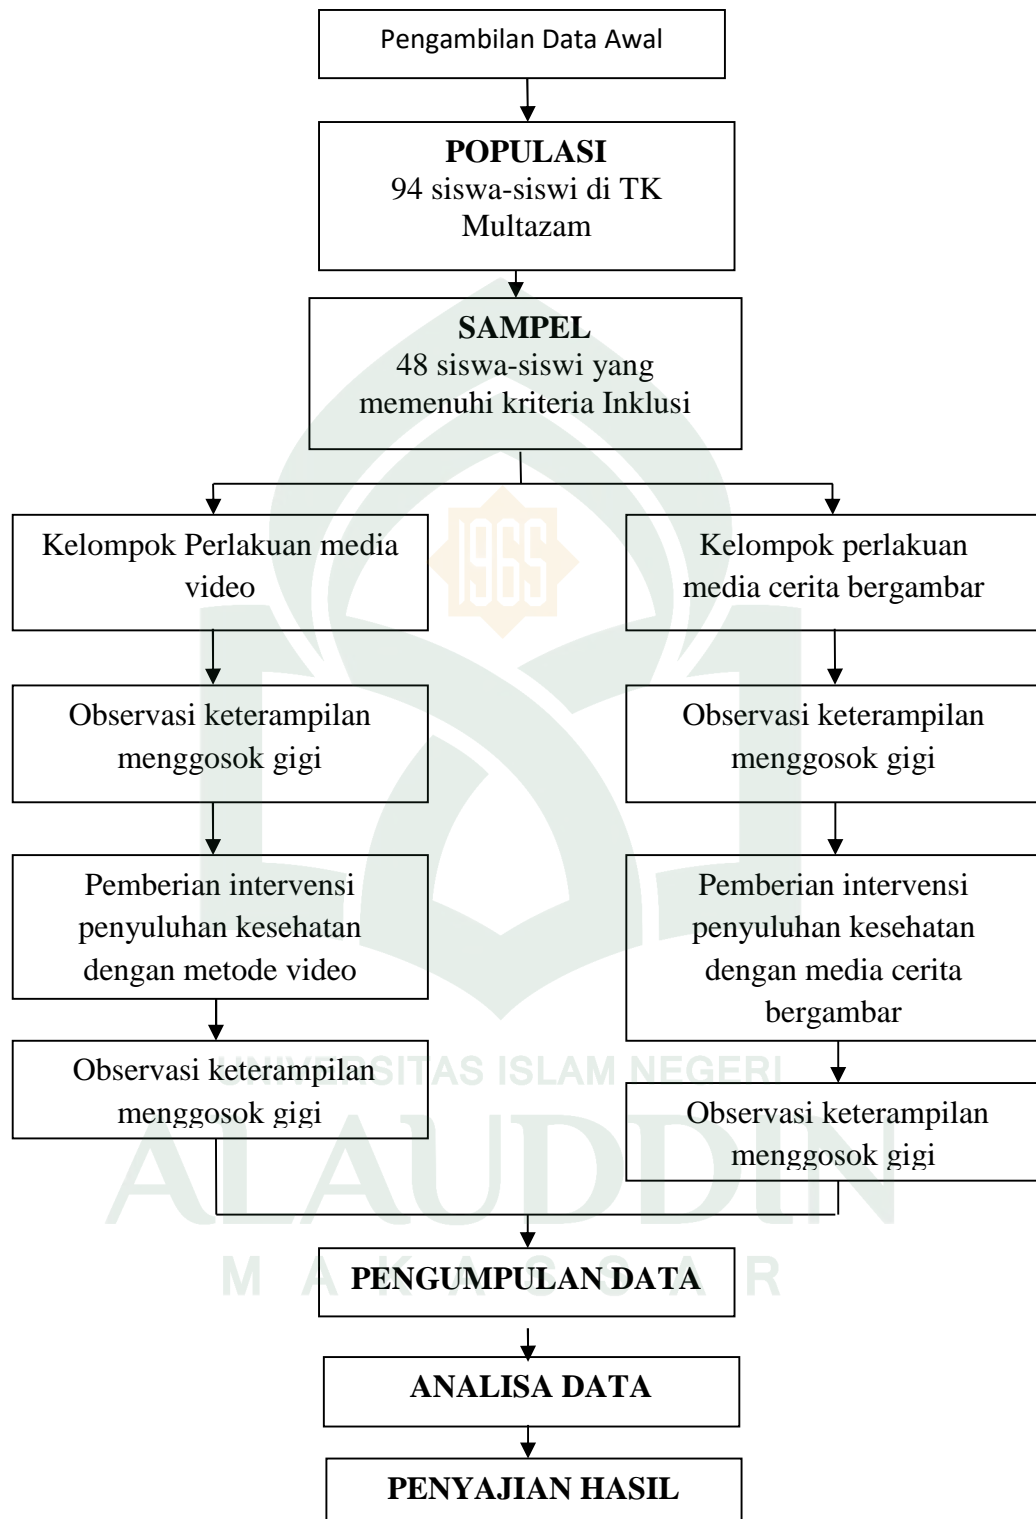 Pengambilan Data Awal
POPULASI
94 siswa-siswi di TK
Multazam
SAMPEL
48 siswa-siswi yang
memenuhi kriteria Inklusi
1965
Kelompok Perlakuan media
video
Kelompok perlakuan
media cerita bergambar
Observasi keterampilan
menggosok gigi
Observasi keterampilan
menggosok gigi
Pemberian intervensi
penyuluhan kesehatan
dengan metode video
Pemberian intervensi
penyuluhan kesehatan
dengan media cerita
bergambar
Observasi keterampilan
menggosok gigi
Observasi keterampilan
menggosok gigi
UNIVERSITAS ISLAM NEGERI
ALAUDDIN
MAKASSAR
PENGUMPULAN DATA
ANALISA DATA
PENYAJIAN HASIL